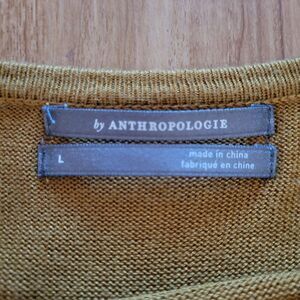 by ANTHROPOLOGIE
L
made in china
fabriqué en chine